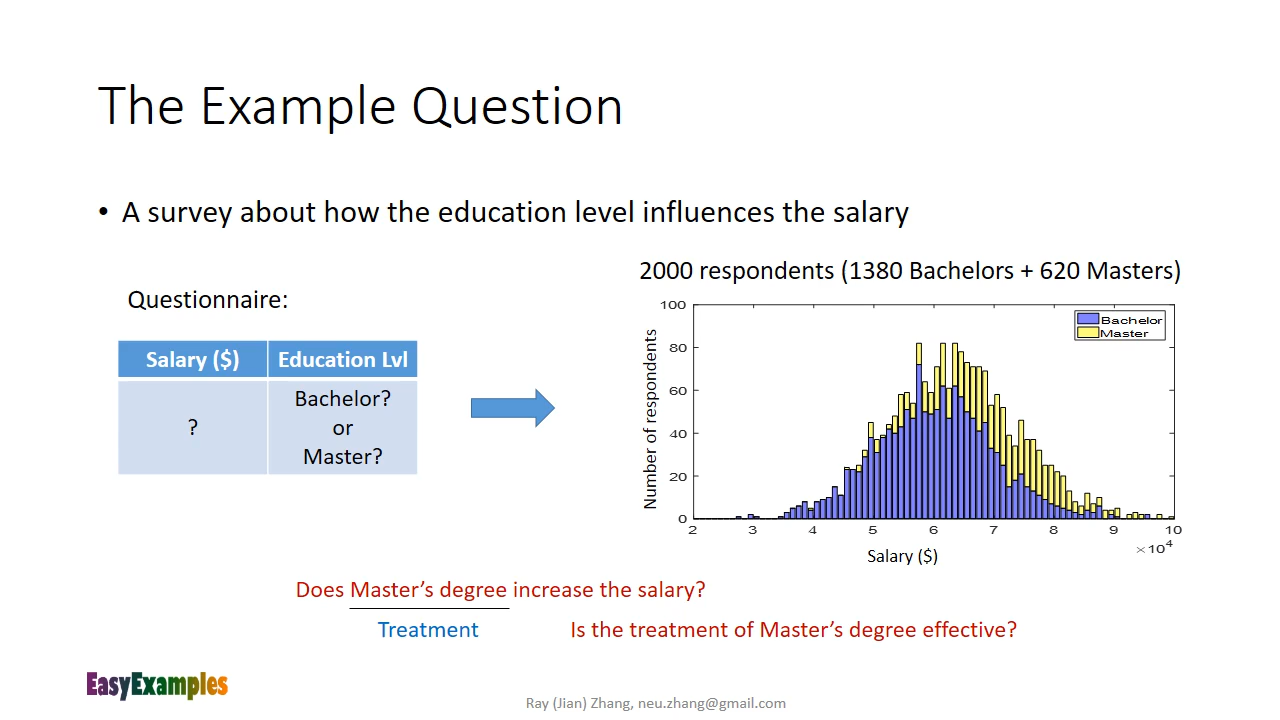 The Example Question
• A survey about how the education level influences the salary
Questionnaire:
Salary ($) Education Lvl
? Bachelor?
or
Master?
2000 respondents (1380 Bachelors + 620 Masters)
Number of respondents
100
80
60
40
20
0
Bachelor
Master
2 3 4 5 6 7 8 9 10
×10⁴
Salary ($)
Does Master’s degree increase the salary?
Treatment
Is the treatment of Master’s degree effective?
EasyExamples
Ray (Jian) Zhang, neu.zhang@gmail.com